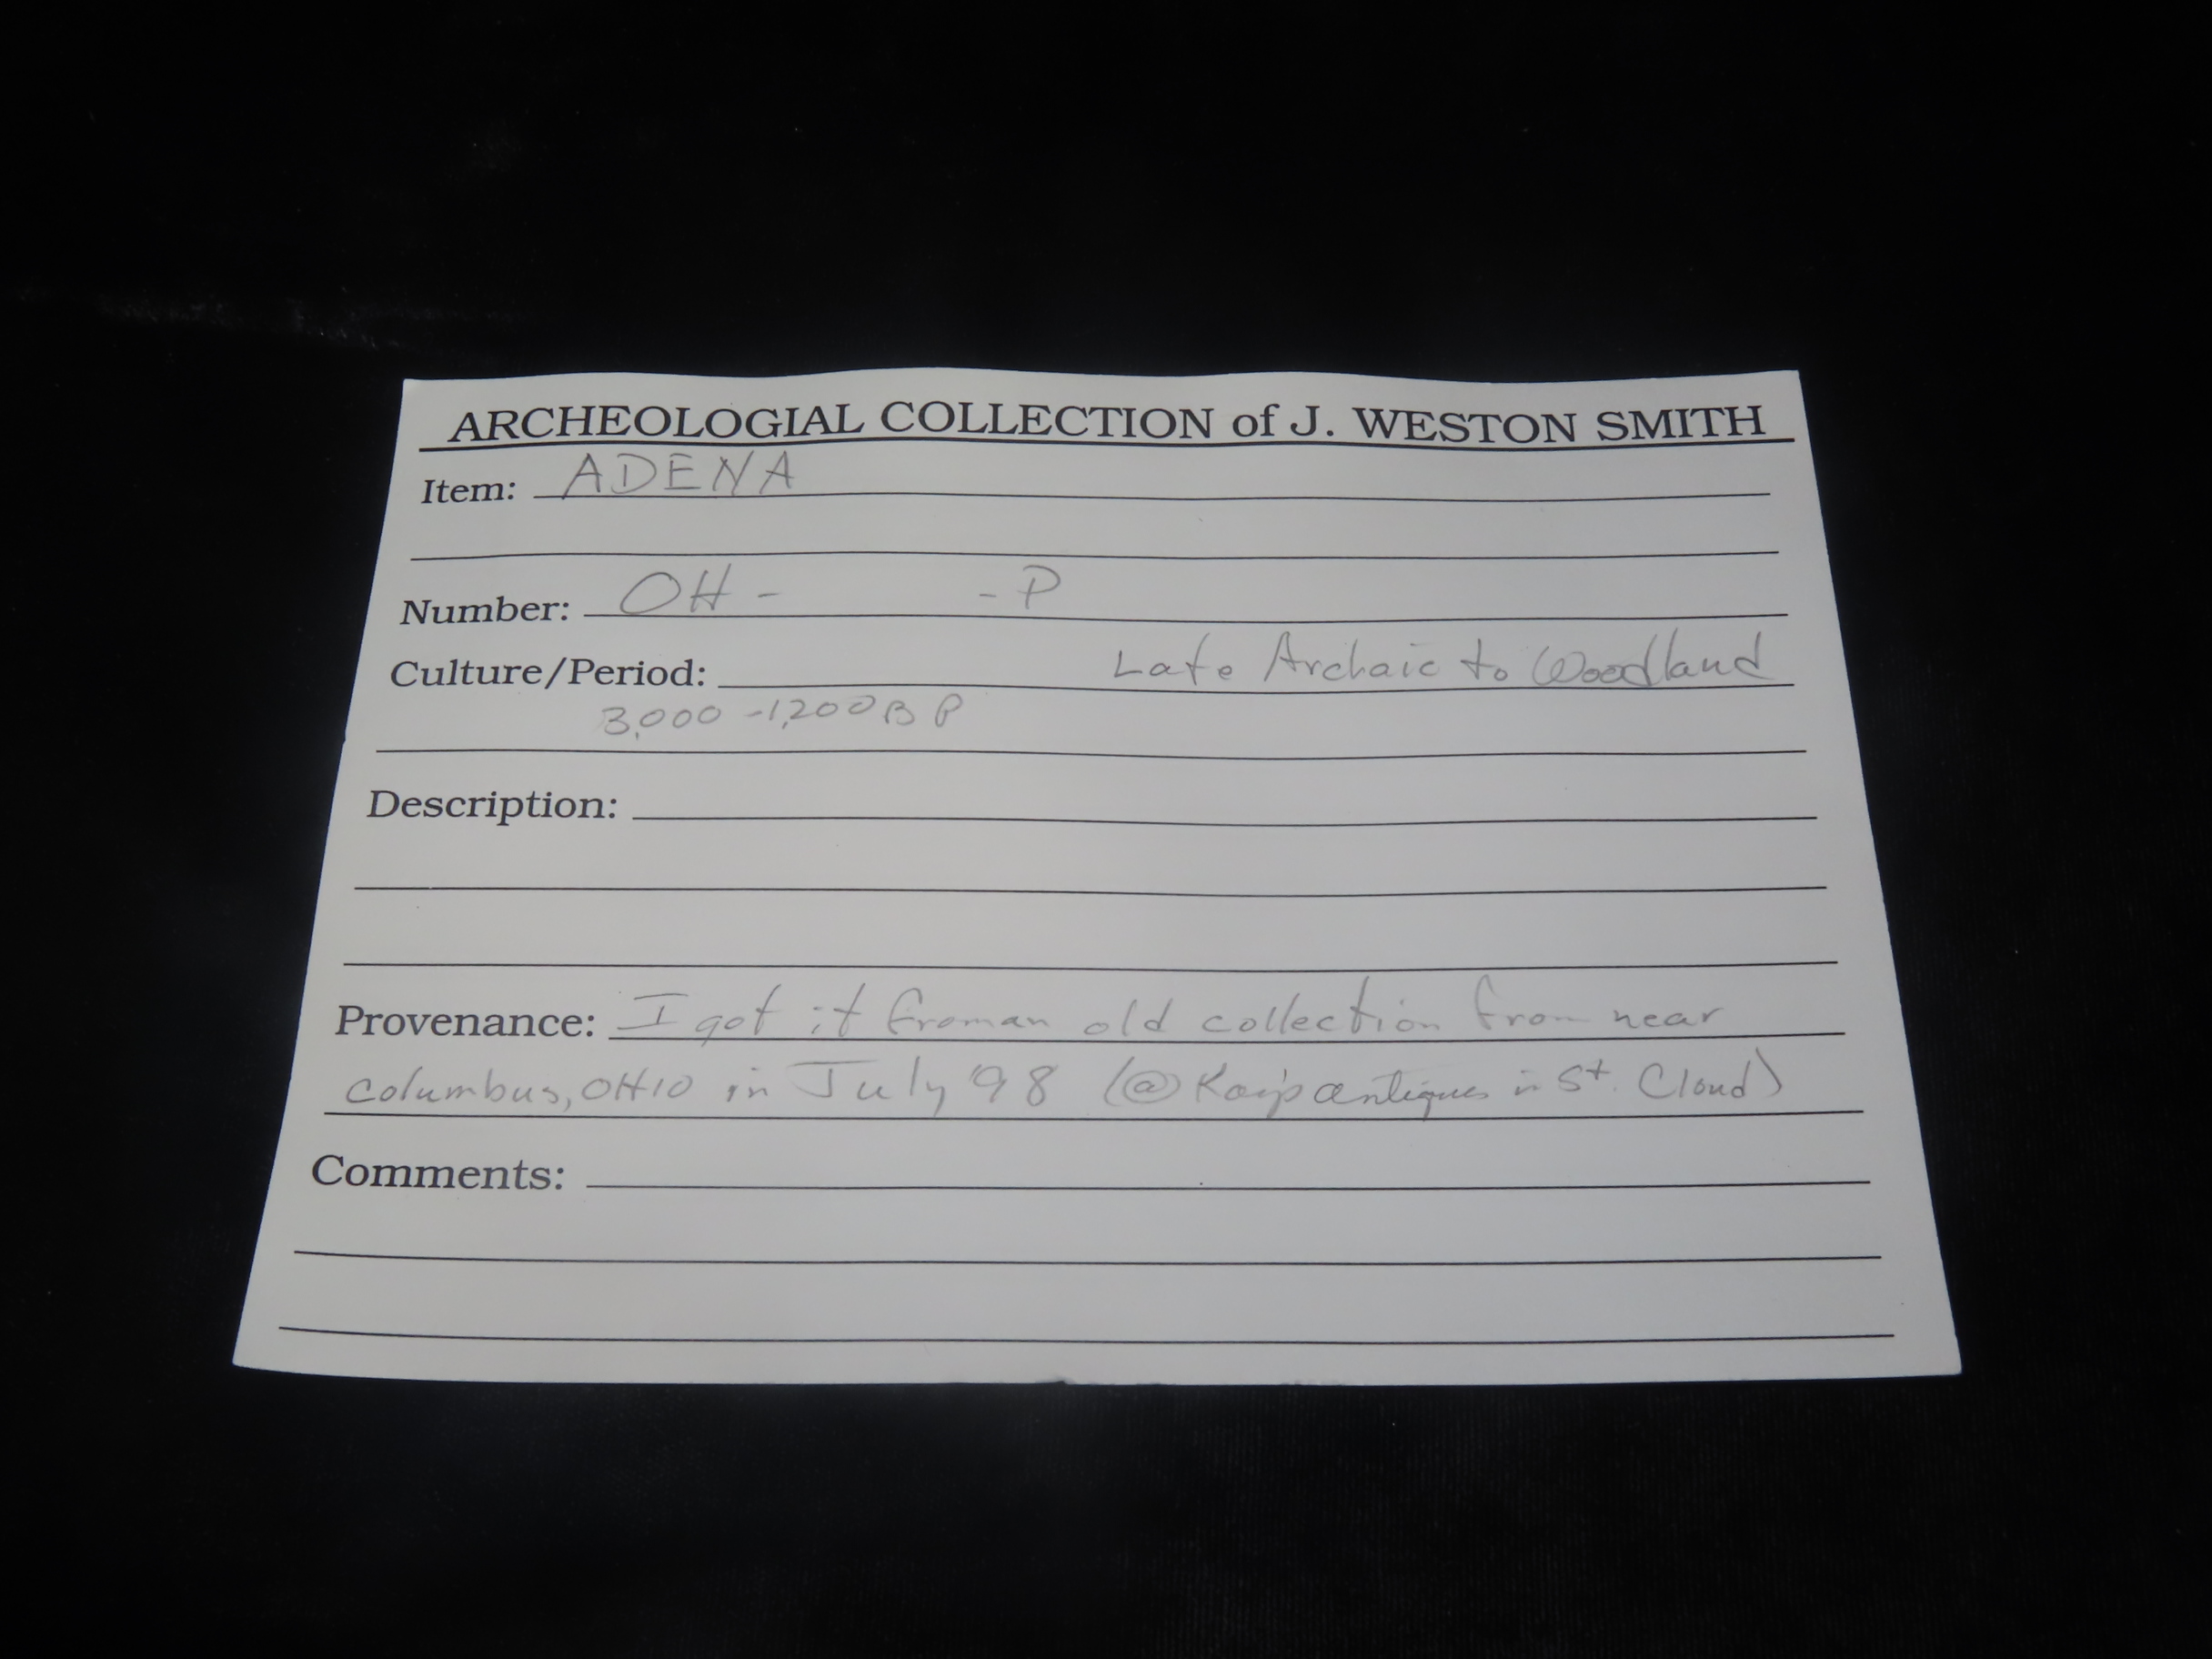 ARCHEOLOGIAL COLLECTION of J. WESTON SMITH
Item: ADENA
Number: OH - - P
Culture/Period: Late Archaic to Woodland
3,000 - 1,200 B P
Description:
Provenance: I got it from an old collection from near
Columbus, OHIO in July '98 (@ antiques in St. Cloud)
Comments: